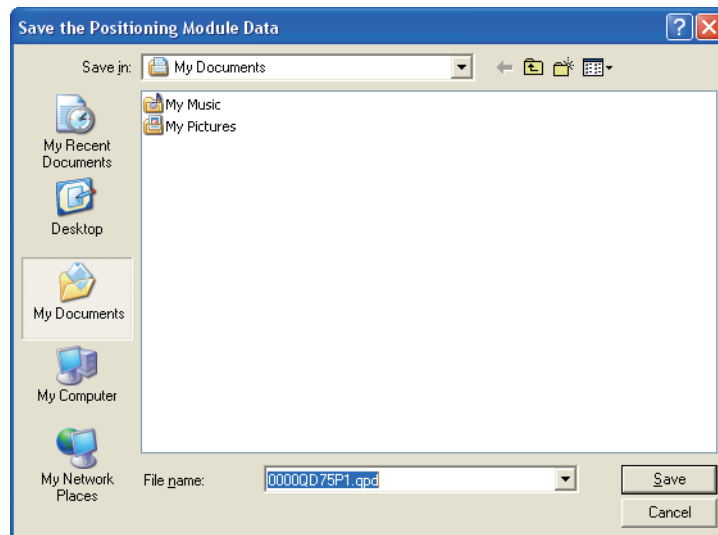 Save the Positioning Module Data
?
Save in:
My Documents
My Music
My Pictures
My Recent
Documents
Desktop
My Documents
My Computer
My Network
Places
File name:
0000QD75P1.qpd
Save
Cancel